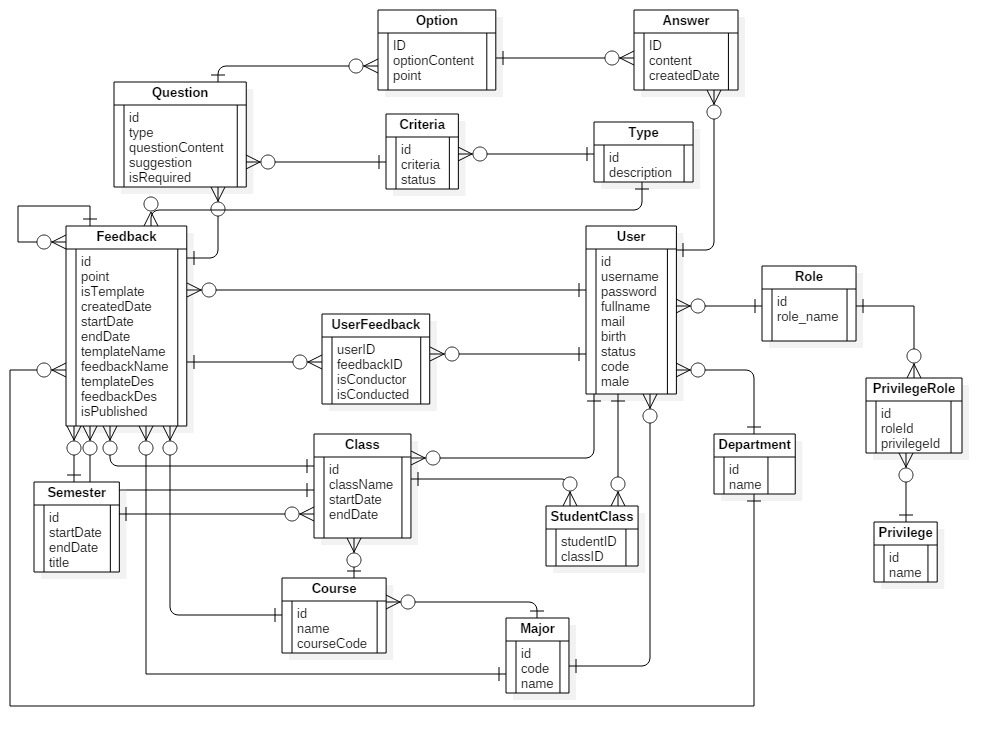 Option
ID
optionContent
point
Answer
ID
content
createdDate
Question
id
type
questionContent
suggestion
isRequired
Criteria
id
criteria
status
Type
id
description
Feedback
id
point
isTemplate
createdDate
startDate
endDate
templateName
feedbackName
templateDes
feedbackDes
isPublished
User
id
username
password
fullname
mail
birth
status
code
male
Role
id
role_name
UserFeedback
userID
feedbackID
isConductor
isConducted
PrivilegeRole
id
roleId
privilegeId
Class
id
className
startDate
endDate
Department
id
name
Semester
id
startDate
endDate
title
StudentClass
studentID
classID
Privilege
id
name
Course
id
name
courseCode
Major
id
code
name